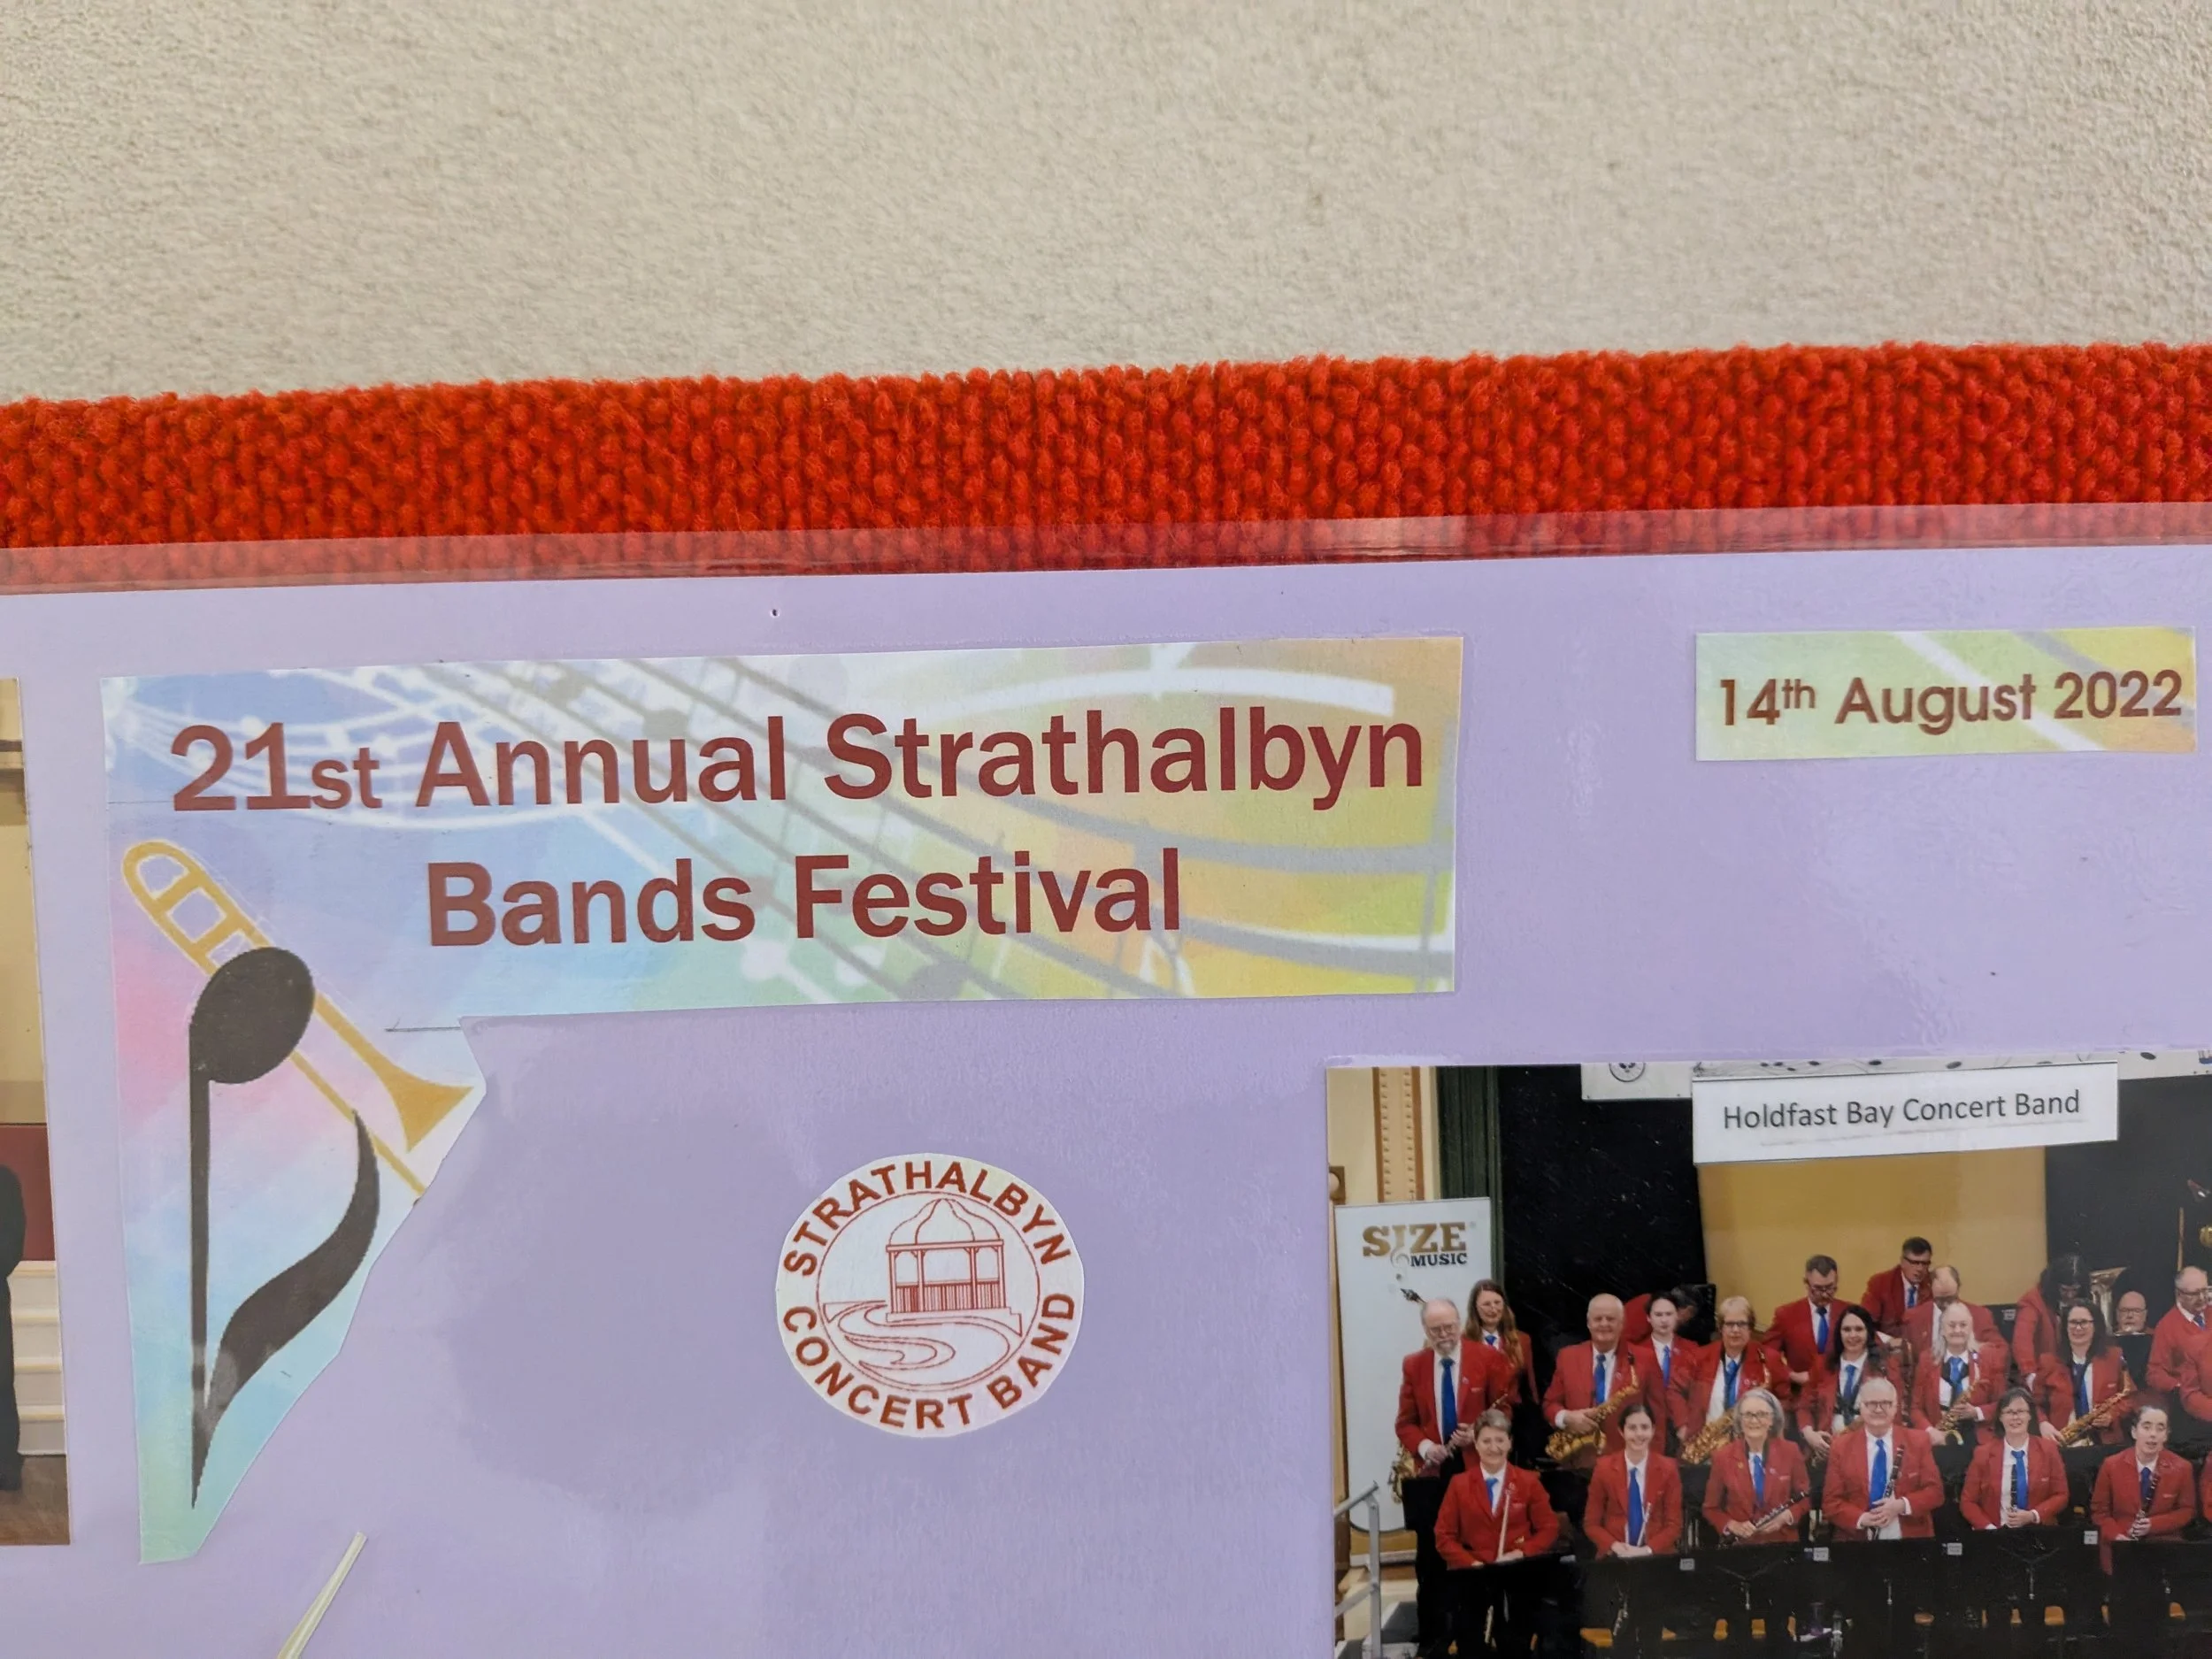 21st Annual Strathalbyn
Bands Festival
14th August 2022
STRATHALBYN
CONCERT BAND
Holdfast Bay Concert Band
SIZE
MUSIC